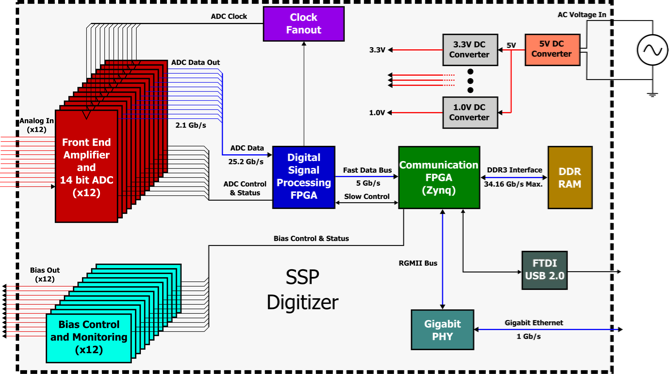 ADC Clock
Clock
Fanout
AC Voltage In
3.3V
3.3V DC
Converter
5V
5V DC
Converter
1.0V
1.0V DC
Converter
ADC Data Out
2.1 Gb/s
Analog In
(x12)
Front End
Amplifier
and
14 bit ADC
(x12)
ADC Data
25.2 Gb/s
ADC Control
& Status
Digital
Signal
Processing
FPGA
Fast Data Bus
5 Gb/s
Slow Control
Communication
FPGA
(Zynq)
DDR3 Interface
34.16 Gb/s Max.
DDR
RAM
Bias Control & Status
Bias Out
(x12)
Bias Control
and Monitoring
(x12)
SSP
Digitizer
RGMII Bus
FTDI
USB 2.0
Gigabit
PHY
Gigabit Ethernet
1 Gb/s